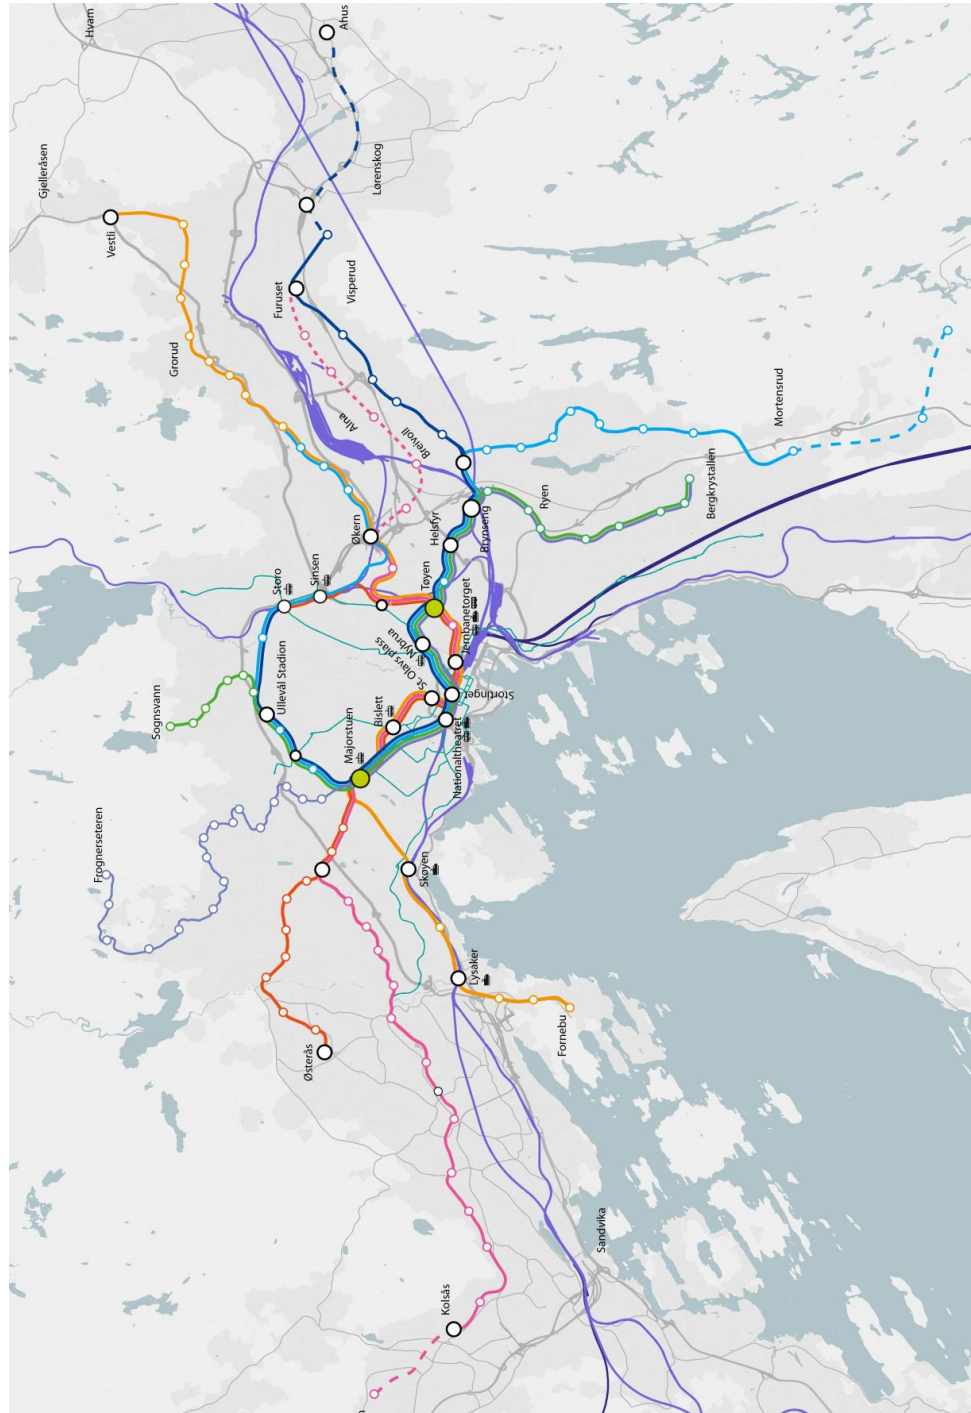 Hvam
Ahus
Gjelleråsen
Vestli
Lørenskog
Visperud
Furuset
Grorud
Alna
Breivoll
Mortensrud
Økern
Ryen
Bergkrystallen
Helsfyr
Brynseng
Storo
Sinsen
Tøyen
Jernbanetorget
Nybrua
St. Olavs plass
Stortinget
Ullevål Stadion
Sognsvann
Bislett
Majorstuen
Nationaltheatret
Frognerseteren
Skøyen
Lysaker
Fornebu
Østerås
Sandvika
Kolsås